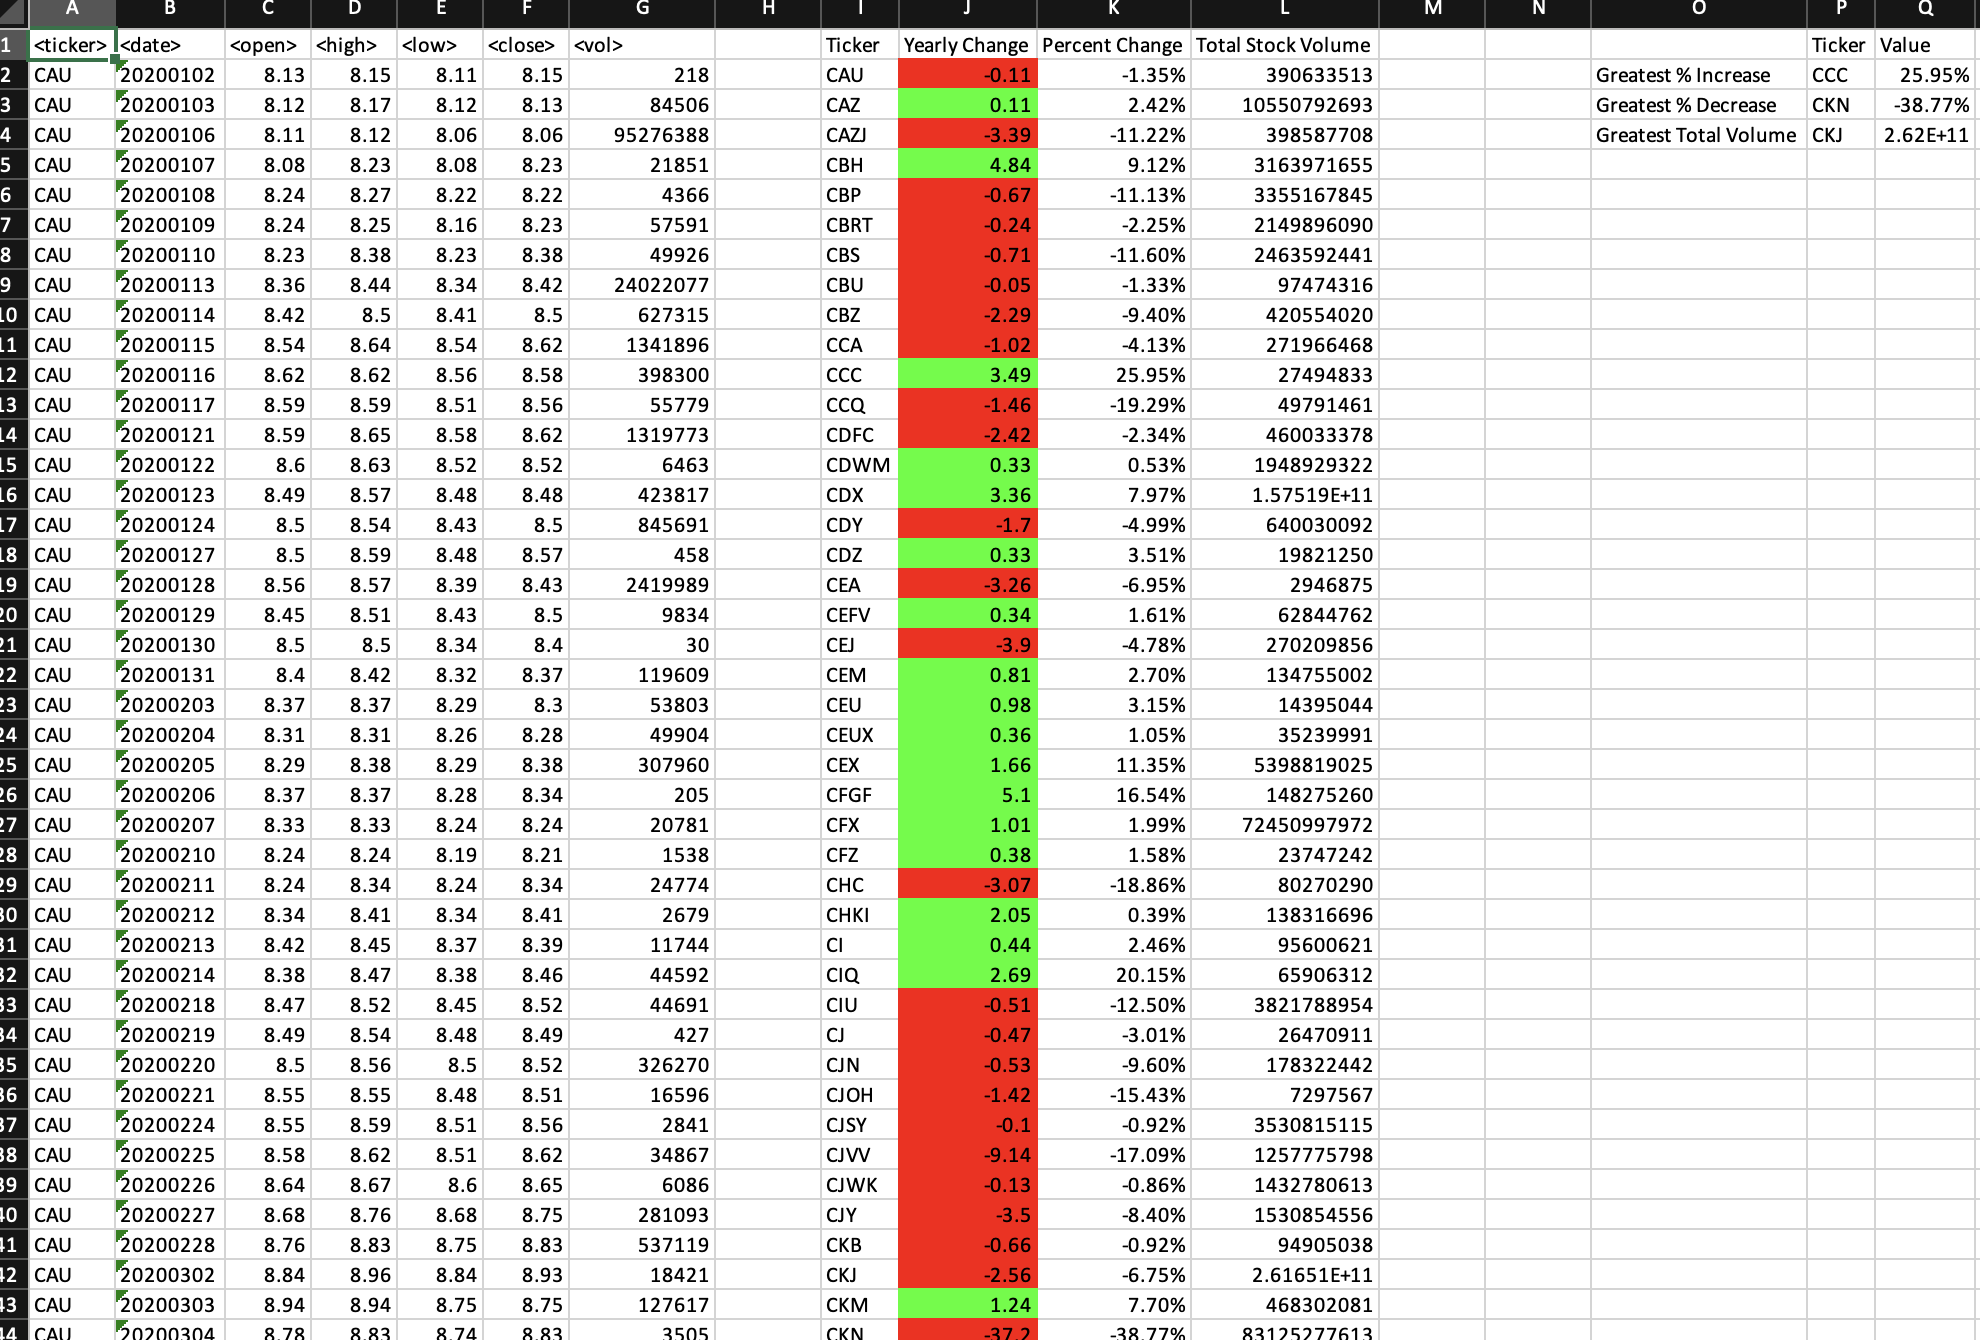 A B C D E F G H I J K L M N O P Q
1 <ticker> <date> <open> <high> <low> <close> <vol> Ticker Yearly Change Percent Change Total Stock Volume Ticker Value
2 CAU 20200102 8.13 8.15 8.11 8.15 218 CAU -0.11 -1.35% 390633513 Greatest % Increase CCC 25.95%
3 CAU 20200103 8.12 8.17 8.12 8.13 84506 CAZ 0.11 2.42% 10550792693 Greatest % Decrease CKN -38.77%
4 CAU 20200106 8.11 8.12 8.06 8.06 95276388 CAZJ -3.39 -11.22% 398587708 Greatest Total Volume CKJ 2.62E+11
5 CAU 20200107 8.08 8.23 8.08 8.23 21851 CBH 4.84 9.12% 3163971655
6 CAU 20200108 8.24 8.27 8.22 8.22 4366 CBP -0.67 -11.13% 3355167845
7 CAU 20200109 8.24 8.25 8.16 8.23 57591 CBRT -0.24 -2.25% 2149896090
8 CAU 20200110 8.23 8.38 8.23 8.38 49926 CBS -0.71 -11.60% 2463592441
9 CAU 20200113 8.36 8.44 8.34 8.42 24022077 CBU -0.05 -1.33% 97474316
10 CAU 20200114 8.42 8.5 8.41 8.5 627315 CBZ -2.29 -9.40% 420554020
11 CAU 20200115 8.54 8.64 8.54 8.62 1341896 CCA -1.02 -4.13% 271966468
12 CAU 20200116 8.62 8.62 8.56 8.58 398300 CCC 3.49 25.95% 27494833
13 CAU 20200117 8.59 8.59 8.51 8.56 55779 CCQ -1.46 -19.29% 49791461
14 CAU 20200121 8.59 8.65 8.58 8.62 1319773 CDFC -2.42 -2.34% 460033378
15 CAU 20200122 8.6 8.63 8.52 8.52 6463 CDWM 0.33 0.53% 1948929322
16 CAU 20200123 8.49 8.57 8.48 8.48 423817 CDX 3.36 7.97% 1.57519E+11
17 CAU 20200124 8.5 8.54 8.43 8.5 845691 CDY -1.7 -4.99% 640030092
18 CAU 20200127 8.5 8.59 8.48 8.57 458 CDZ 0.33 3.51% 19821250
19 CAU 20200128 8.56 8.57 8.39 8.43 2419989 CEA -3.26 -6.95% 2946875
20 CAU 20200129 8.45 8.51 8.43 8.5 9834 CEFV 0.34 1.61% 62844762
21 CAU 20200130 8.5 8.5 8.34 8.4 30 CEJ -3.9 -4.78% 270209856
22 CAU 20200131 8.4 8.42 8.32 8.37 119609 CEM 0.81 2.70% 134755002
23 CAU 20200203 8.37 8.37 8.29 8.3 53803 CEU 0.98 3.15% 14395044
24 CAU 20200204 8.31 8.31 8.26 8.28 49904 CEUX 0.36 1.05% 35239991
25 CAU 20200205 8.29 8.38 8.29 8.38 307960 CEX 1.66 11.35% 5398819025
26 CAU 20200206 8.37 8.37 8.28 8.34 205 CFGF 5.1 16.54% 148275260
27 CAU 20200207 8.33 8.33 8.24 8.24 20781 CFX 1.01 1.99% 72450997972
28 CAU 20200210 8.24 8.24 8.19 8.21 1538 CFZ 0.38 1.58% 23747242
29 CAU 20200211 8.24 8.34 8.24 8.34 24774 CHC -3.07 -18.86% 80270290
30 CAU 20200212 8.34 8.41 8.34 8.41 2679 CHKI 2.05 0.39% 138316696
31 CAU 20200213 8.42 8.45 8.37 8.39 11744 CI 0.44 2.46% 95600621
32 CAU 20200214 8.38 8.47 8.38 8.46 44592 CIQ 2.69 20.15% 65906312
33 CAU 20200218 8.47 8.52 8.45 8.52 44691 CIU -0.51 -12.50% 3821788954
34 CAU 20200219 8.49 8.54 8.48 8.49 427 CJ -0.47 -3.01% 26470911
35 CAU 20200220 8.5 8.56 8.5 8.52 326270 CJN -0.53 -9.60% 178322442
36 CAU 20200221 8.55 8.55 8.48 8.51 16596 CJOH -1.42 -15.43% 7297567
37 CAU 20200224 8.55 8.59 8.51 8.56 2841 CJSY -0.1 -0.92% 3530815115
38 CAU 20200225 8.58 8.62 8.51 8.62 34867 CJVV -9.14 -17.09% 1257775798
39 CAU 20200226 8.64 8.67 8.6 8.65 6086 CJWK -0.13 -0.86% 1432780613
40 CAU 20200227 8.68 8.76 8.68 8.75 281093 CJY -3.5 -8.40% 1530854556
41 CAU 20200228 8.76 8.83 8.75 8.83 537119 CKB -0.66 -0.92% 94905038
42 CAU 20200302 8.84 8.96 8.84 8.93 18421 CKJ -2.56 -6.75% 2.61651E+11
43 CAU 20200303 8.94 8.94 8.75 8.75 127617 CKM 1.24 7.70% 468302081
44 CAU 20200304 8.78 8.83 8.74 8.83 3505 CKN -37.2 -38.77% 83125277613